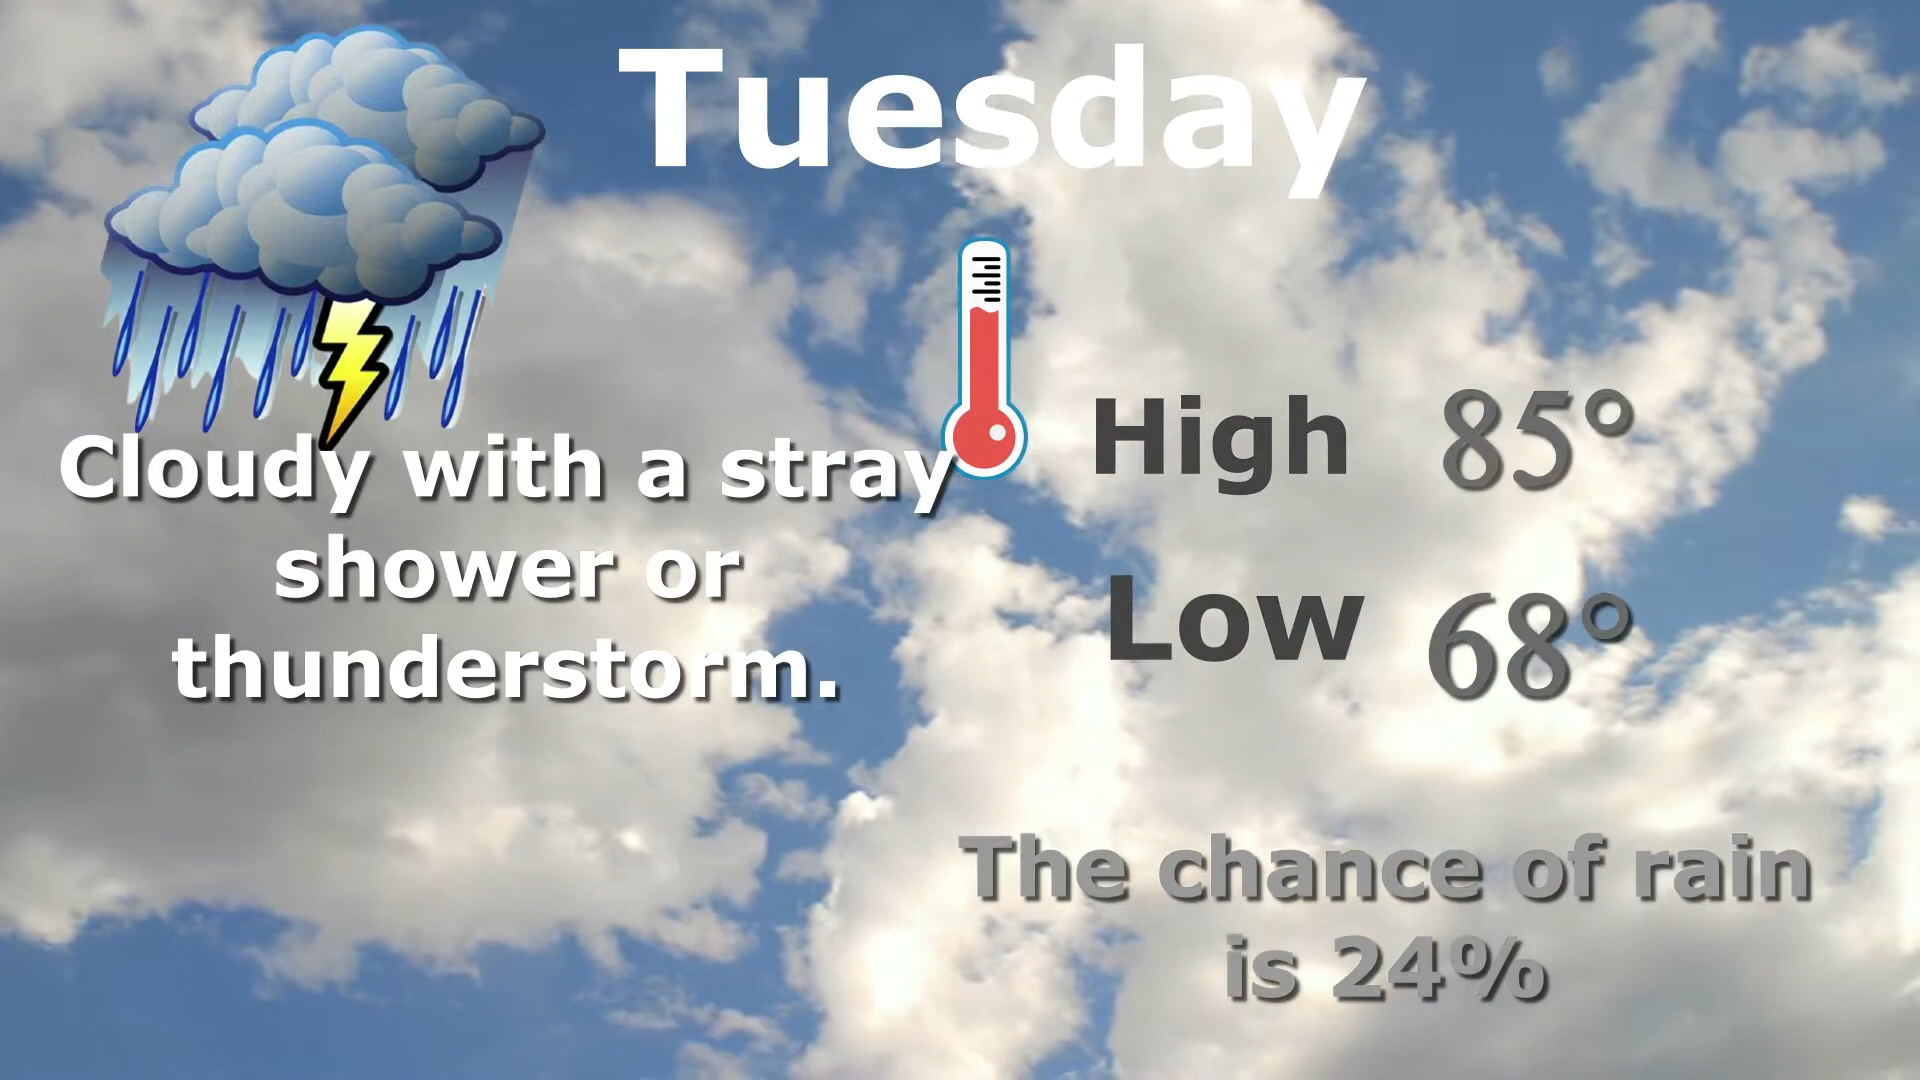 Tuesday
Cloudy with a stray
shower or
thunderstorm.
High 85°
Low 68°
The chance of rain
is 24%